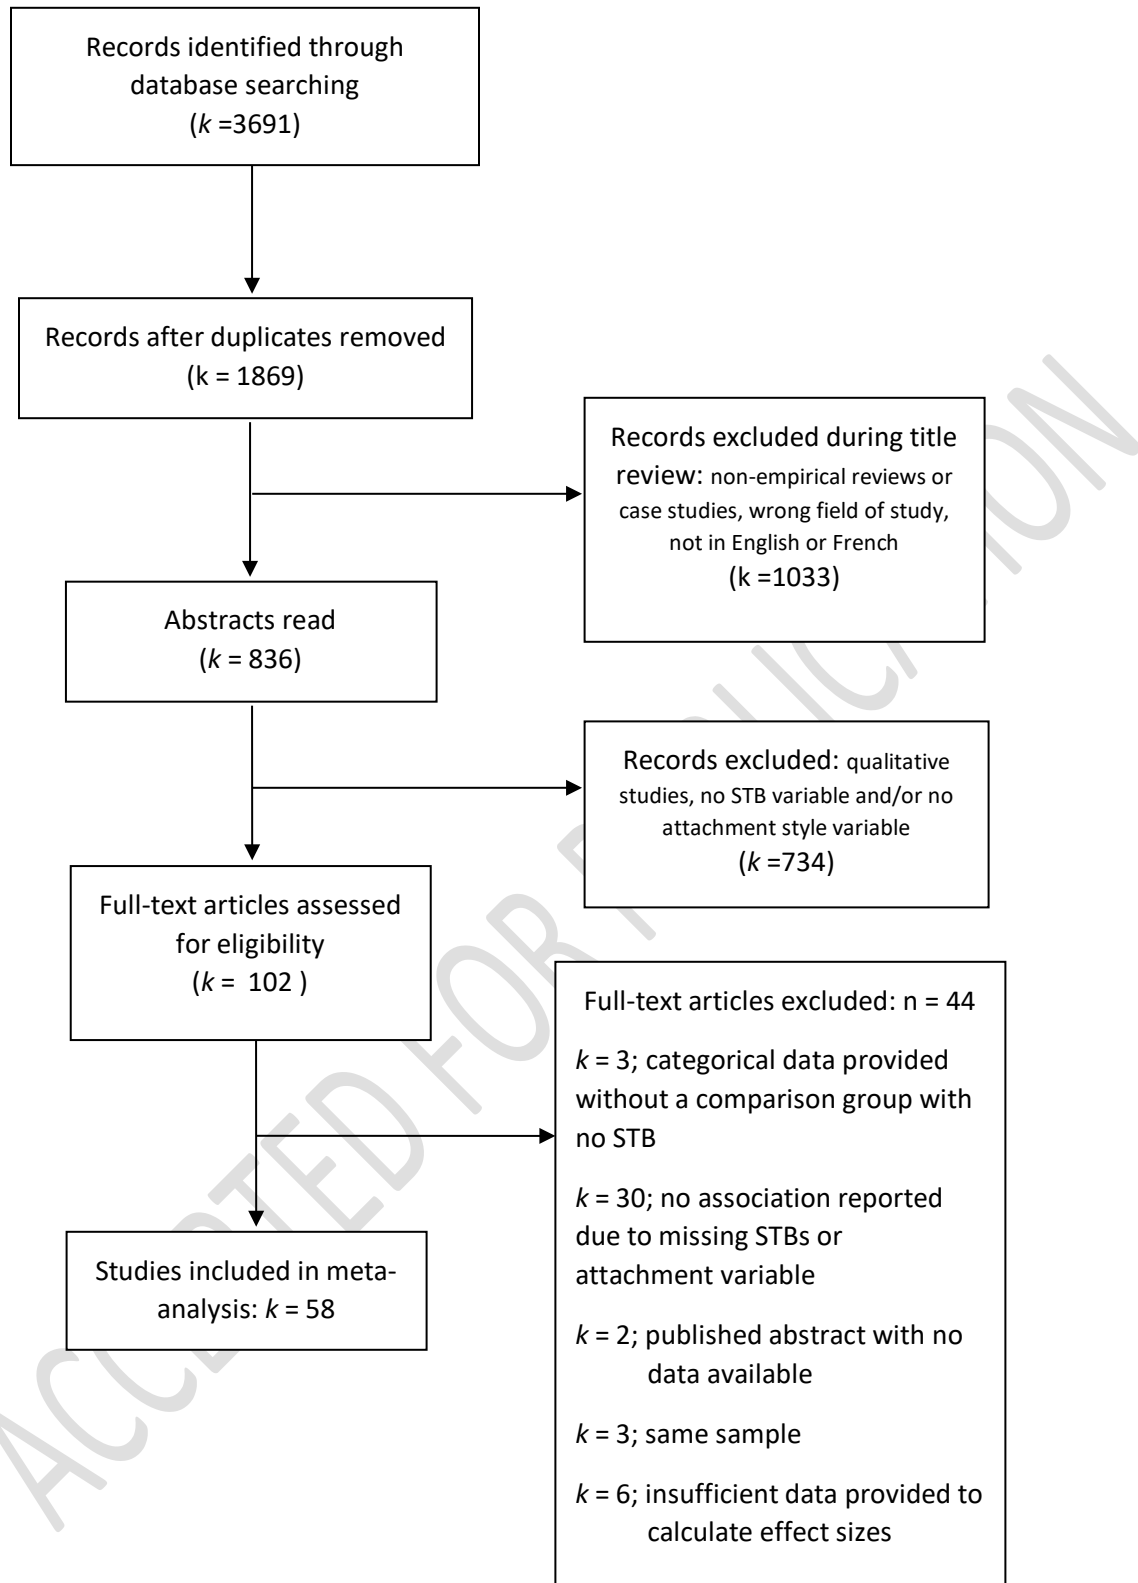 Records identified through
database searching
(k =3691)
Records after duplicates removed
(k = 1869)
Records excluded during title
review: non-empirical reviews or
case studies, wrong field of study,
not in English or French
(k =1033)
Abstracts read
(k = 836)
Records excluded: qualitative
studies, no STB variable and/or no
attachment style variable
(k =734)
Full-text articles assessed
for eligibility
(k =  102 )
Full-text articles excluded: n = 44
k = 3; categorical data provided
without a comparison group with
no STB
k = 30; no association reported
due to missing STBs or
attachment variable
k = 2; published abstract with no
data available
k = 3; same sample
k = 6; insufficient data provided to
calculate effect sizes
Studies included in meta-
analysis: k = 58
ACCEPTED FOR PUBLICATION